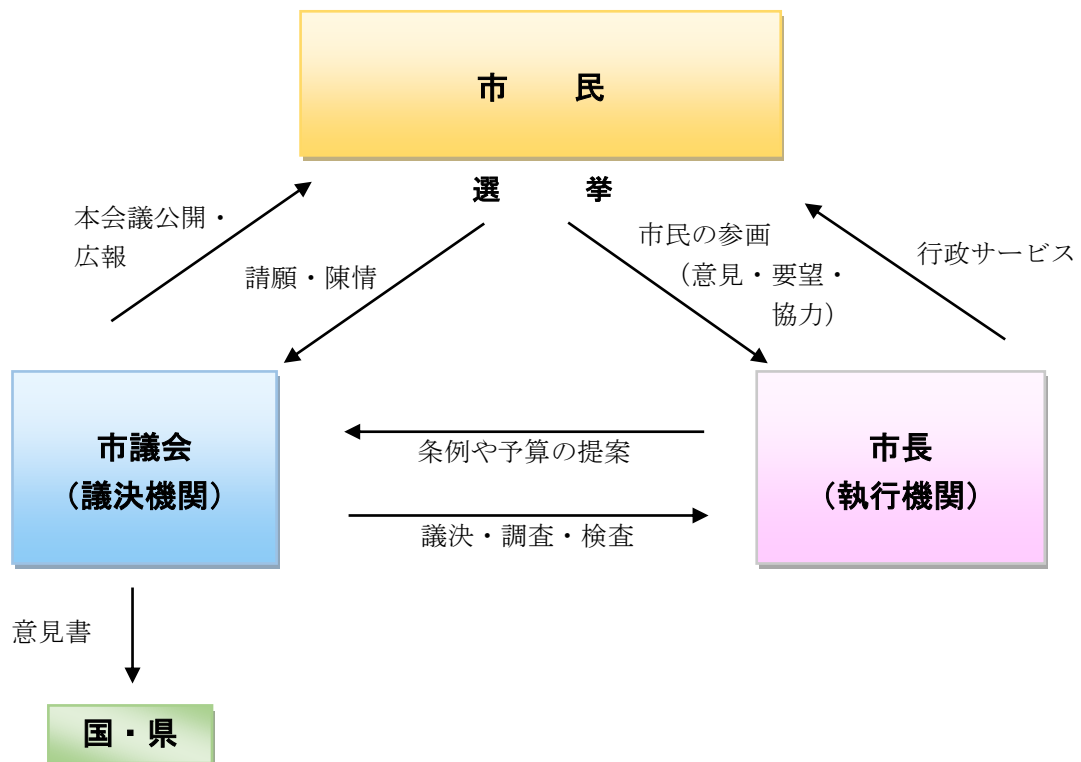 市　　民
選　　挙
本会議公開・
広報
請願・陳情
市民の参画
（意見・要望・
協力）
行政サービス
市議会
（議決機関）
条例や予算の提案
議決・調査・検査
市長
（執行機関）
意見書
国・県